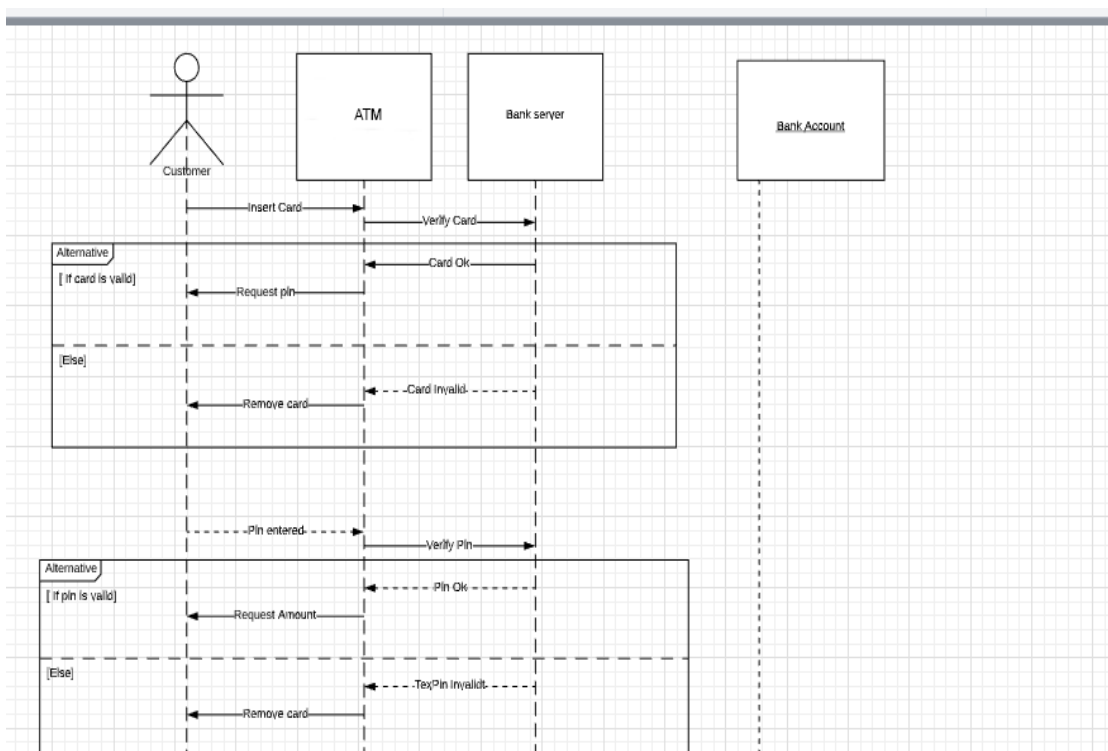 ATM
Bank server
Bank Account
Customer
Insert Card
Verify Card
Alternative
Card Ok
[ If card is valid]
Request pin
[Else]
Card Invalid
Remove card
Pin entered
Verify Pin
Alternative
Pin Ok
[ If pin is valid]
Request Amount
[Else]
TexPin Invalidt
Remove card